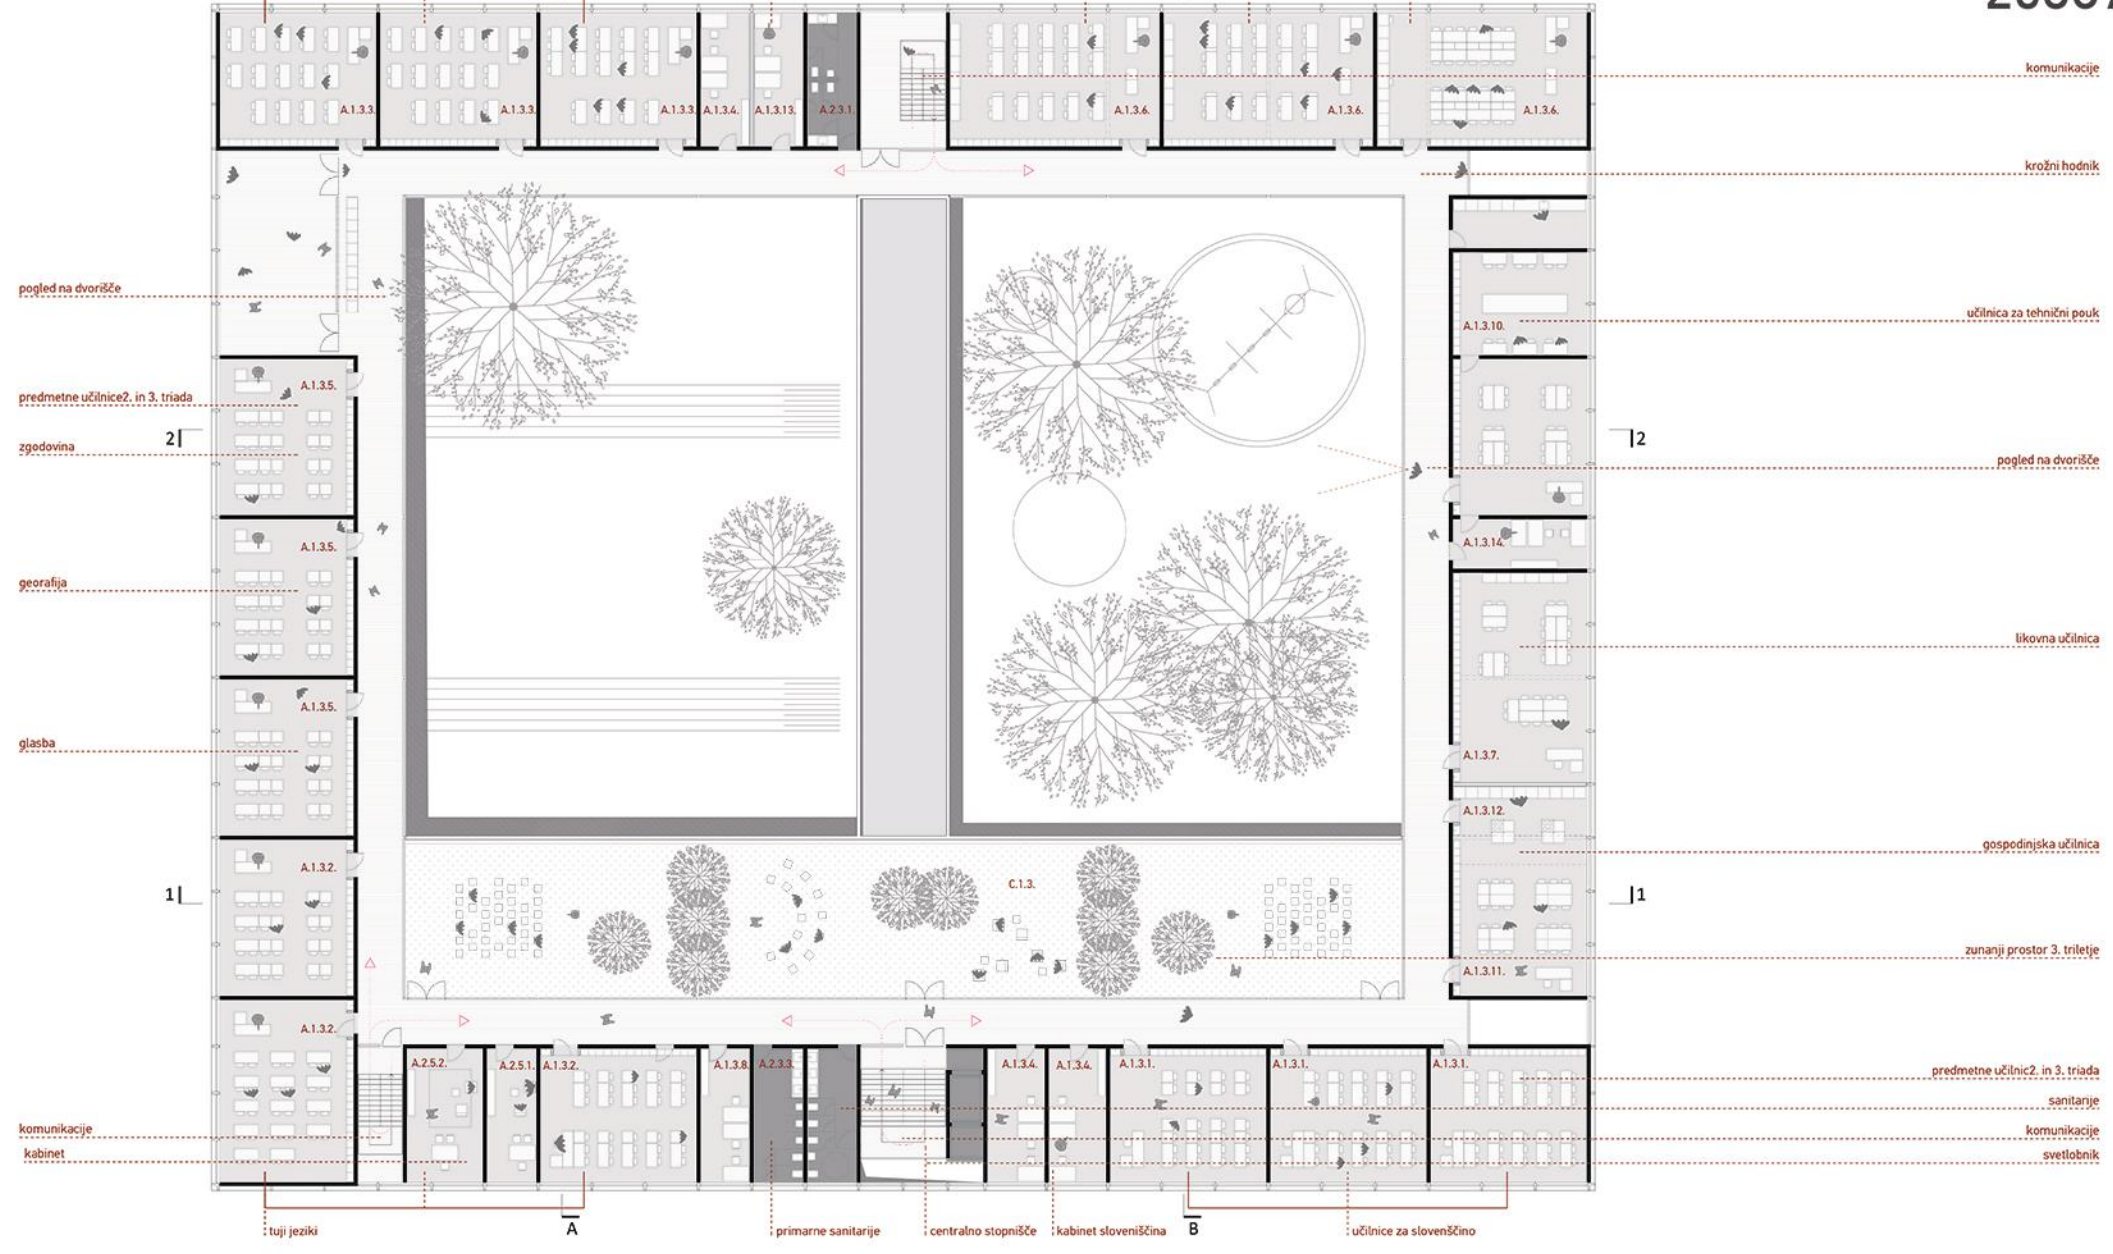 komunikacije
A.1.3.3.
A.1.3.3.
A.1.3.3.
A.1.3.4.
A.1.3.13.
A.2.3.1.
A.1.3.6.
A.1.3.6.
A.1.3.6.
krožni hodnik
pogled na dvorišče
učilnica za tehnični pouk
A.1.3.10.
A.1.3.5.
predmetne učilnice2. in 3. triada
2
2
zgodovina
pogled na dvorišče
A.1.3.5.
A.1.3.14.
georafija
likovna učilnica
A.1.3.5.
glasba
A.1.3.7.
A.1.3.12.
gospodinjska učilnica
A.1.3.2.
C.1.3.
1
1
zunanji prostor 3. triletje
A.1.3.11.
A.1.3.2.
A.2.5.2.
A.2.5.1.
A.1.3.2.
A.1.3.8.
A.2.3.3.
A.1.3.4.
A.1.3.4.
A.1.3.1.
A.1.3.1.
A.1.3.1.
predmetne učilnic2. in 3. triada
sanitarije
komunikacije
komunikacije
kabinet
svetlobnik
tuji jeziki
A
primarne sanitarije
centralno stopnišče
kabinet slovenščina
B
učilnice za slovenščino